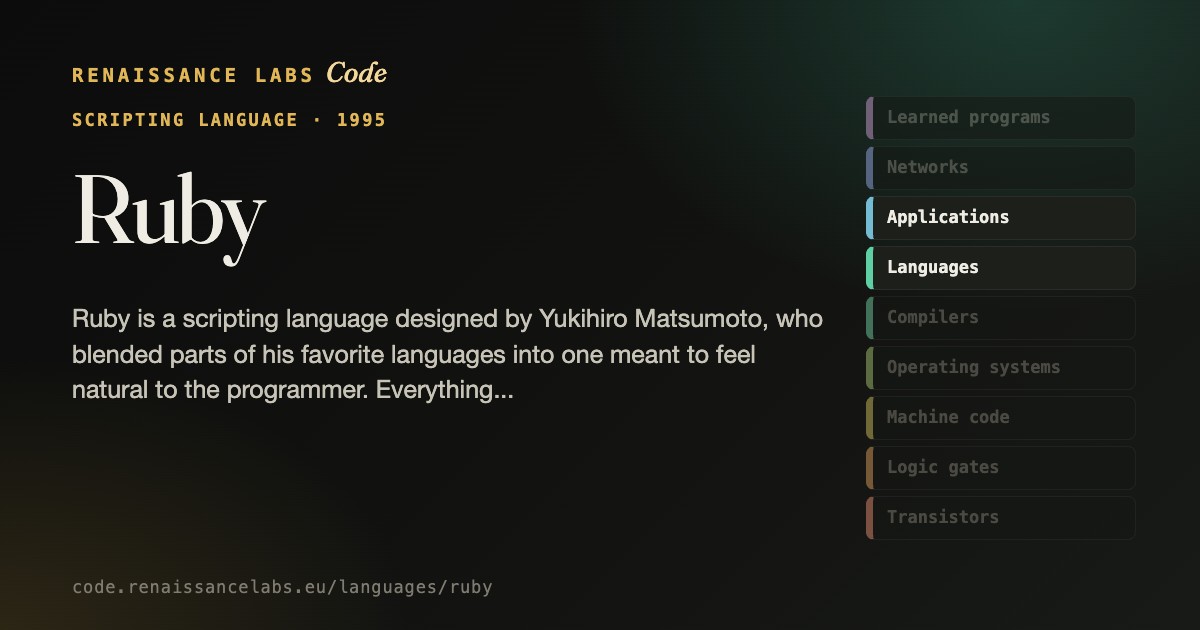 RENAISSANCE LABS Code
SCRIPTING LANGUAGE · 1995
Ruby
Ruby is a scripting language designed by Yukihiro Matsumoto, who
blended parts of his favorite languages into one meant to feel
natural to the programmer. Everything...
Learned programs
Networks
Applications
Languages
Compilers
Operating systems
Machine code
Logic gates
Transistors
code.renaissancelabs.eu/languages/ruby